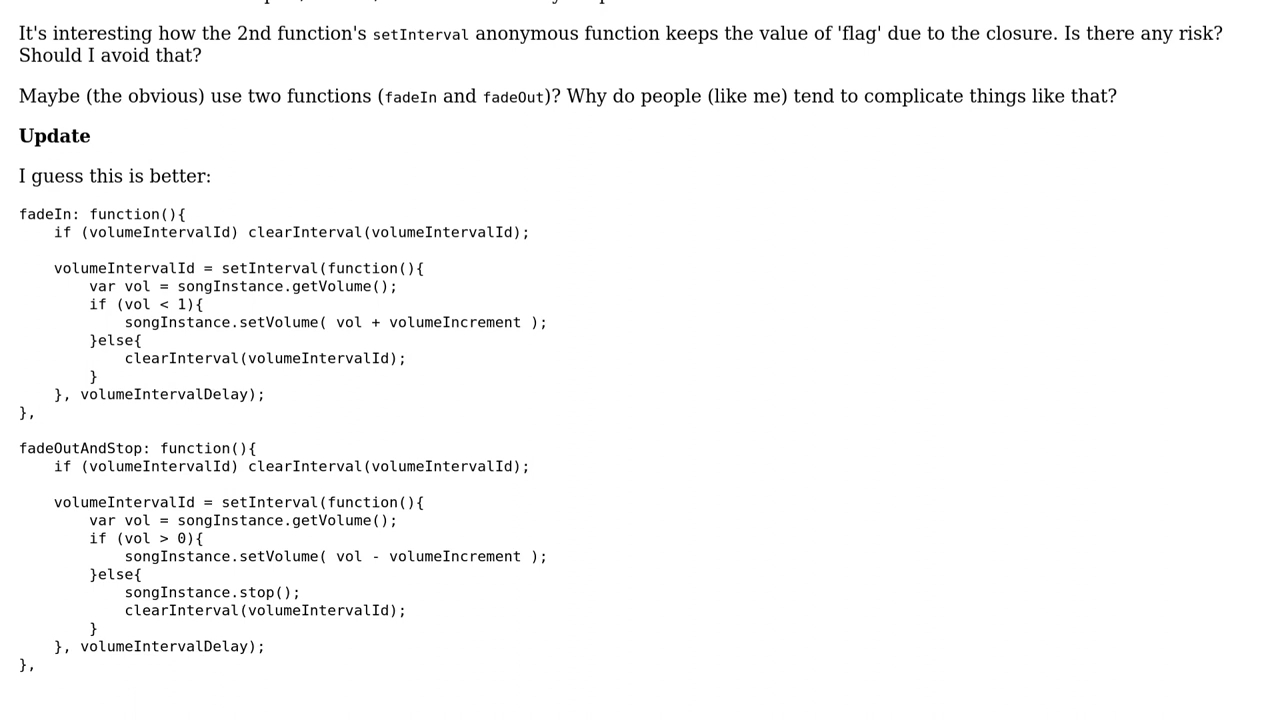 It's interesting how the 2nd function's setInterval anonymous function keeps the value of 'flag' due to the closure. Is there any risk?
Should I avoid that?
Maybe (the obvious) use two functions (fadeIn and fadeOut)? Why do people (like me) tend to complicate things like that?
Update
I guess this is better:
fadeIn: function(){
    if (volumeIntervalId) clearInterval(volumeIntervalId);
    volumeIntervalId = setInterval(function(){
        var vol = songInstance.getVolume();
        if (vol < 1){
            songInstance.setVolume( vol + volumeIncrement );
        }else{
            clearInterval(volumeIntervalId);
        }
    }, volumeIntervalDelay);
},
fadeOutAndStop: function(){
    if (volumeIntervalId) clearInterval(volumeIntervalId);
    volumeIntervalId = setInterval(function(){
        var vol = songInstance.getVolume();
        if (vol > 0){
            songInstance.setVolume( vol - volumeIncrement );
        }else{
            songInstance.stop();
            clearInterval(volumeIntervalId);
        }
    }, volumeIntervalDelay);
},